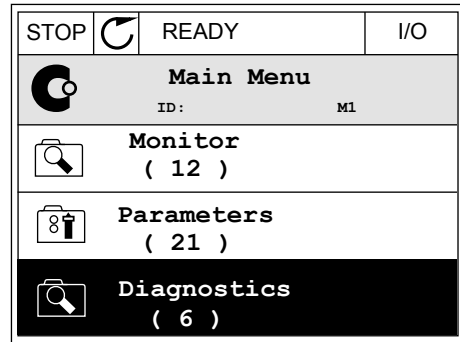 STOP READY I/O
Main Menu
ID: M1
Monitor
( 12 )
Parameters
( 21 )
Diagnostics
( 6 )